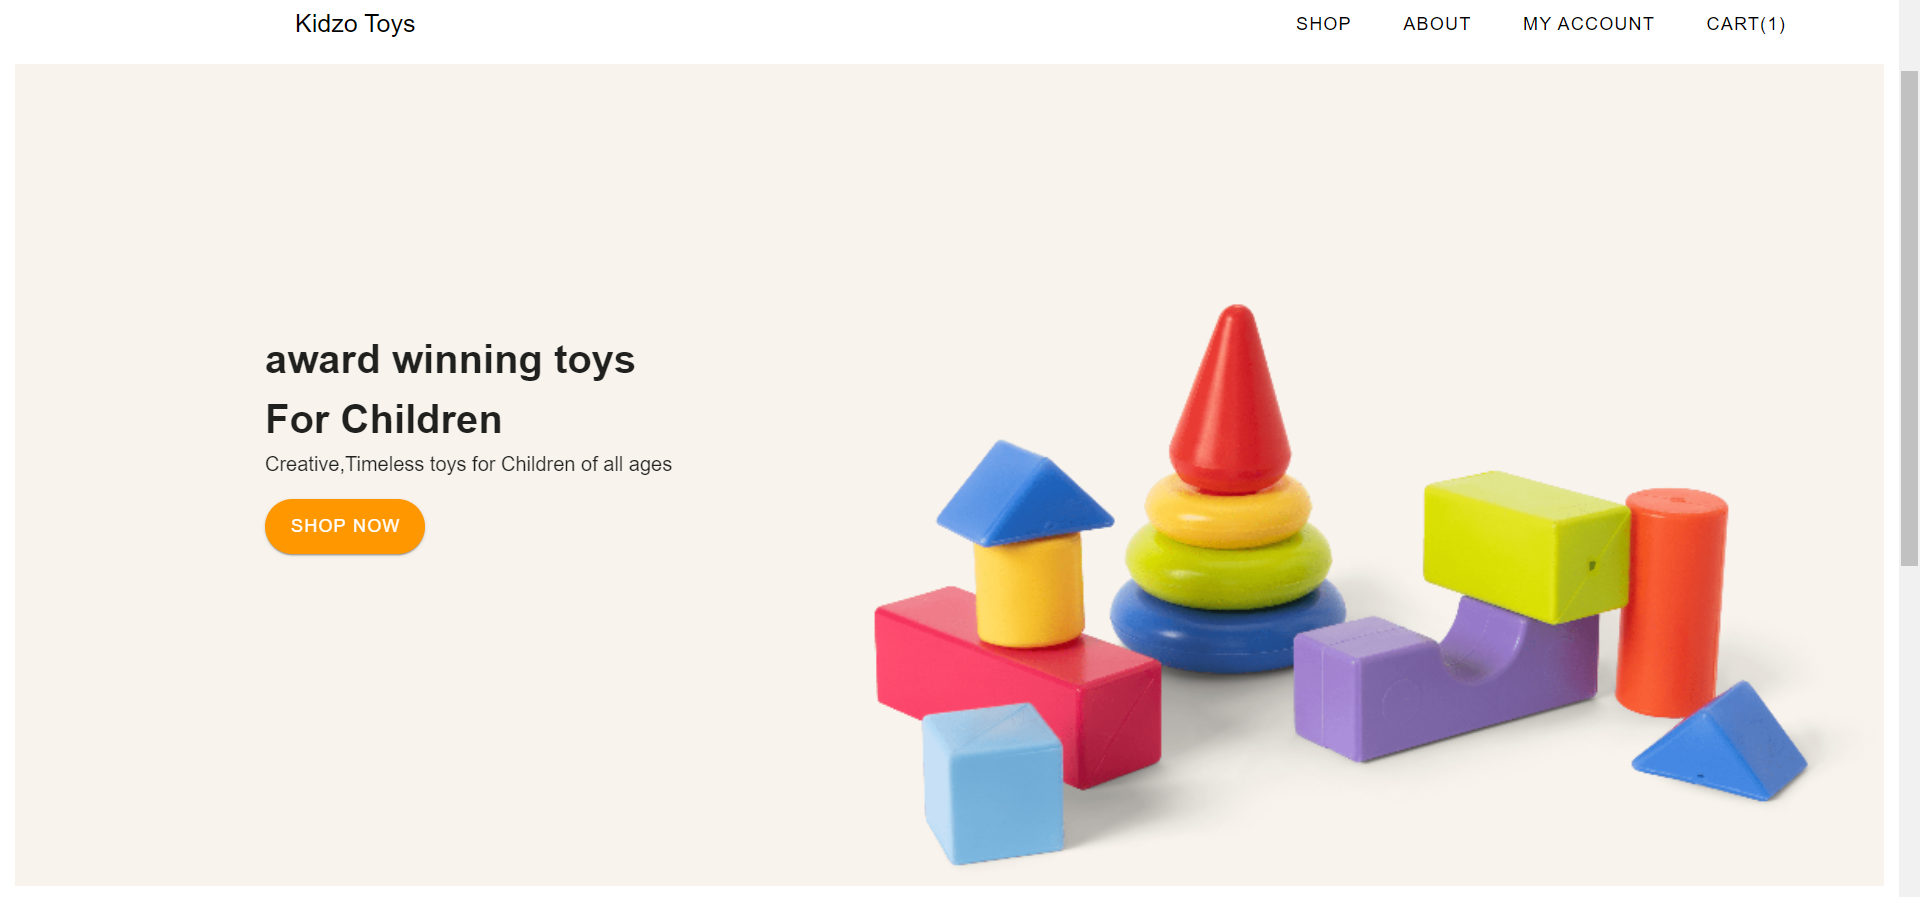 Kidzo Toys
SHOP ABOUT MY ACCOUNT CART(1)
award winning toys
For Children
Creative,Timeless toys for Children of all ages
SHOP NOW